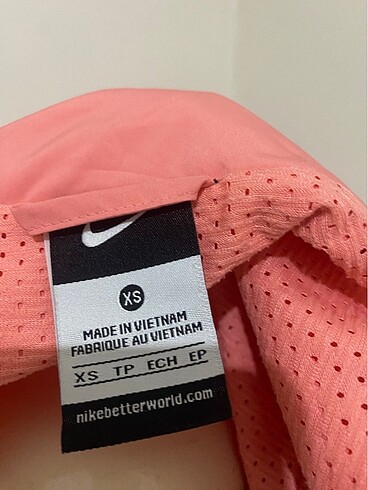 XS
MADE IN VIETNAM
FABRIQUE AU VIETNAM
XS TP ECH EP
nikebetterworld.com